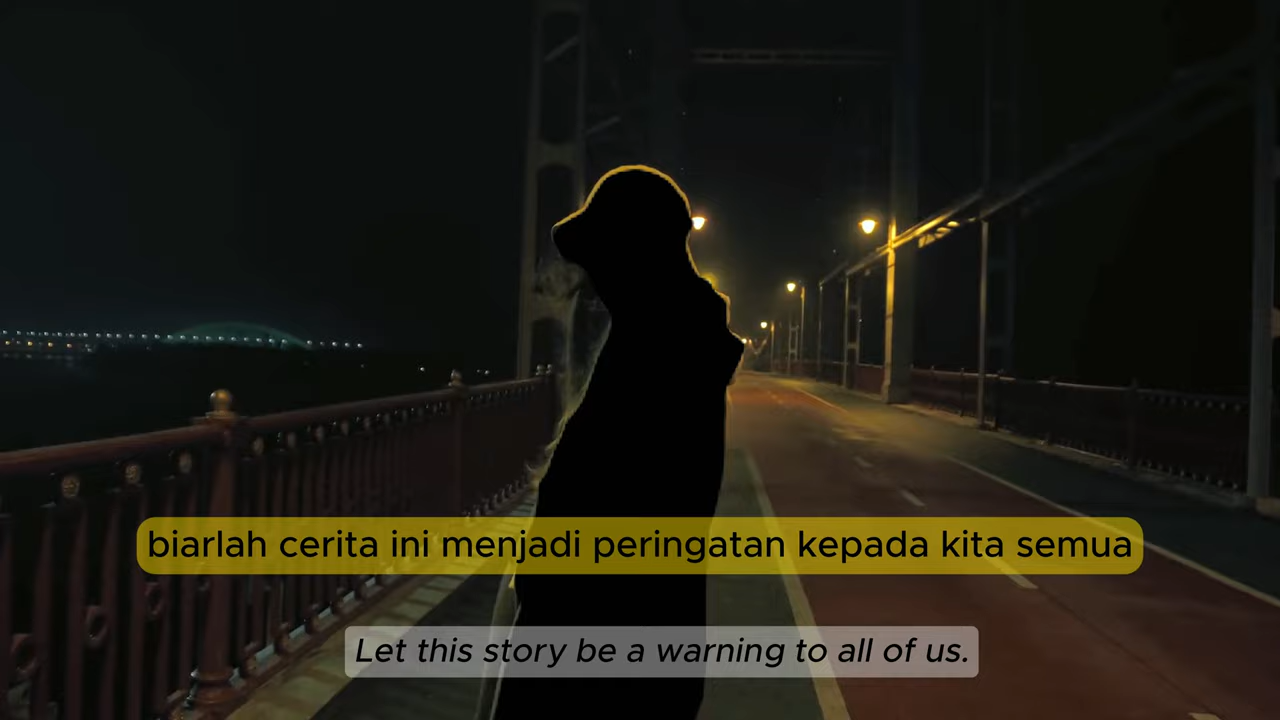 biarlah cerita ini menjadi peringatan kepada kita semua
Let this story be a warning to all of us.